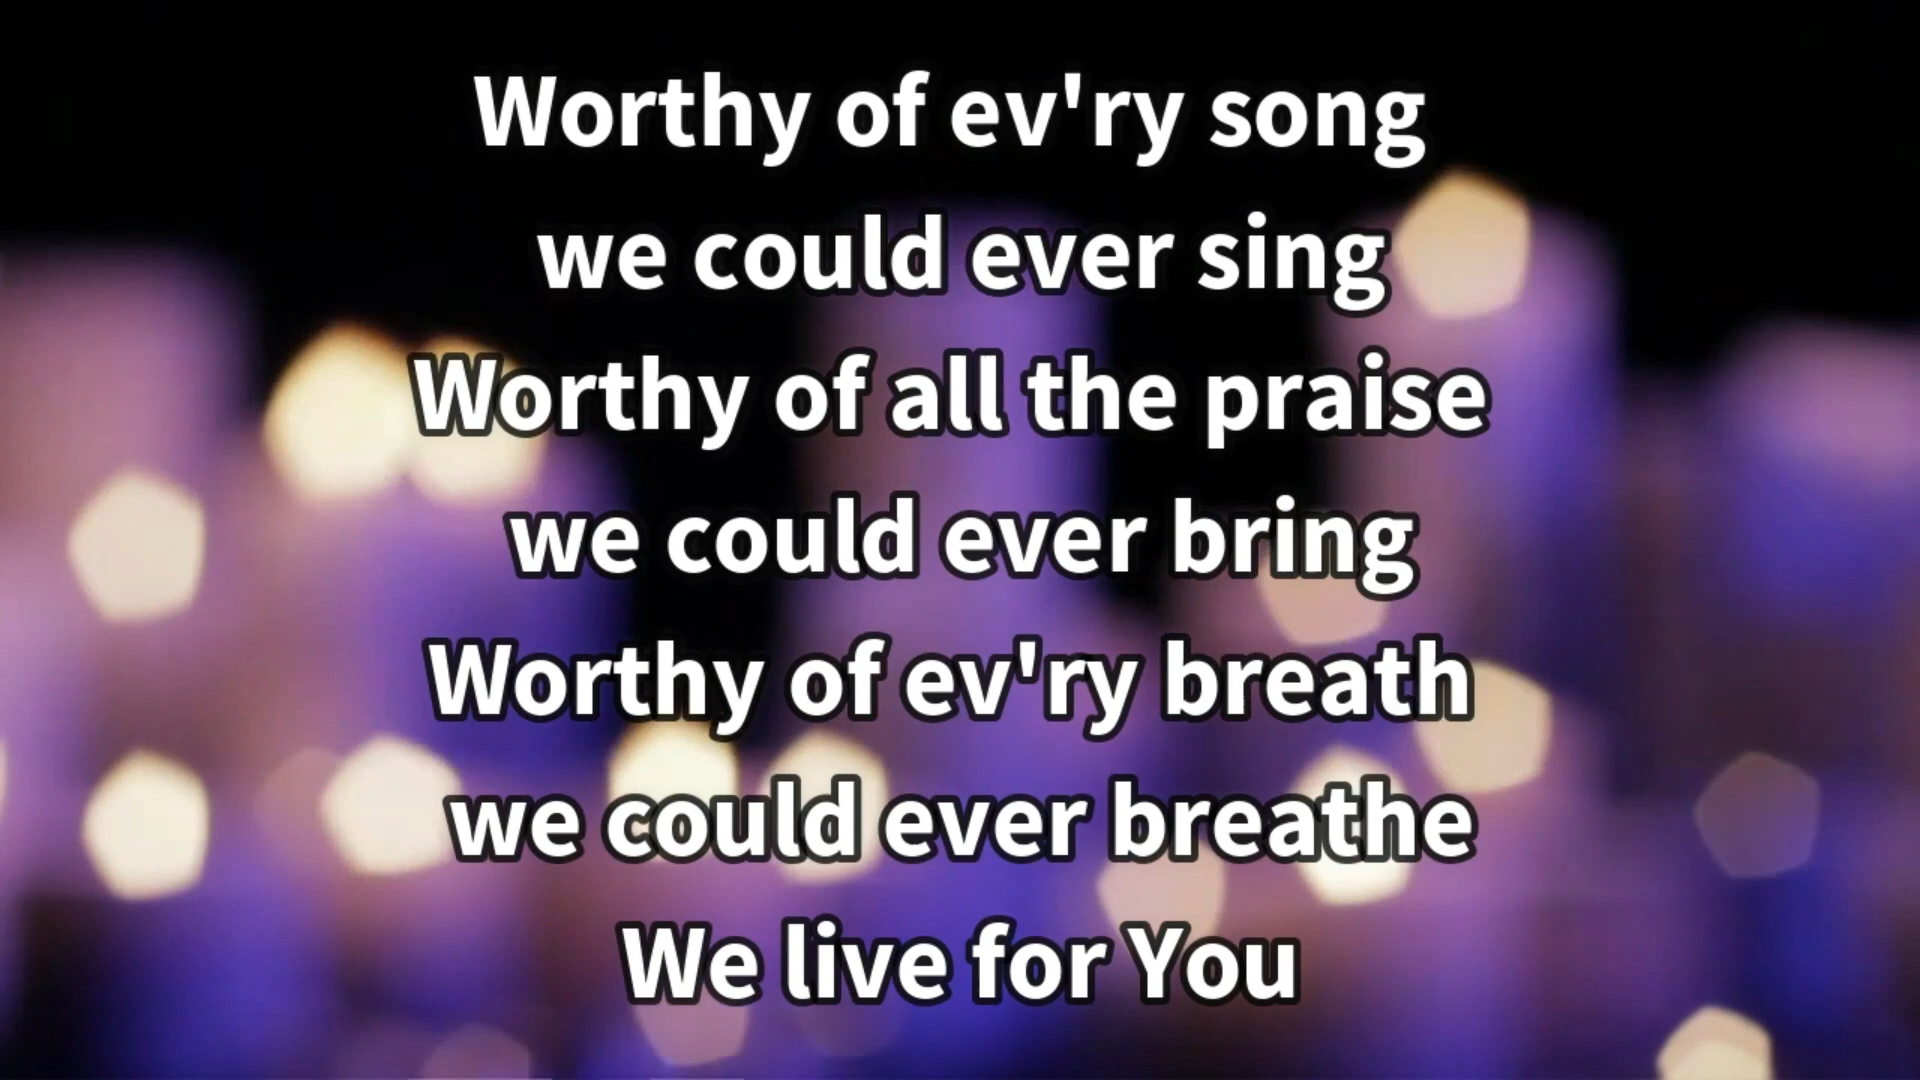 Worthy of ev'ry song
we could ever sing
Worthy of all the praise
we could ever bring
Worthy of ev'ry breath
we could ever breathe
We live for You